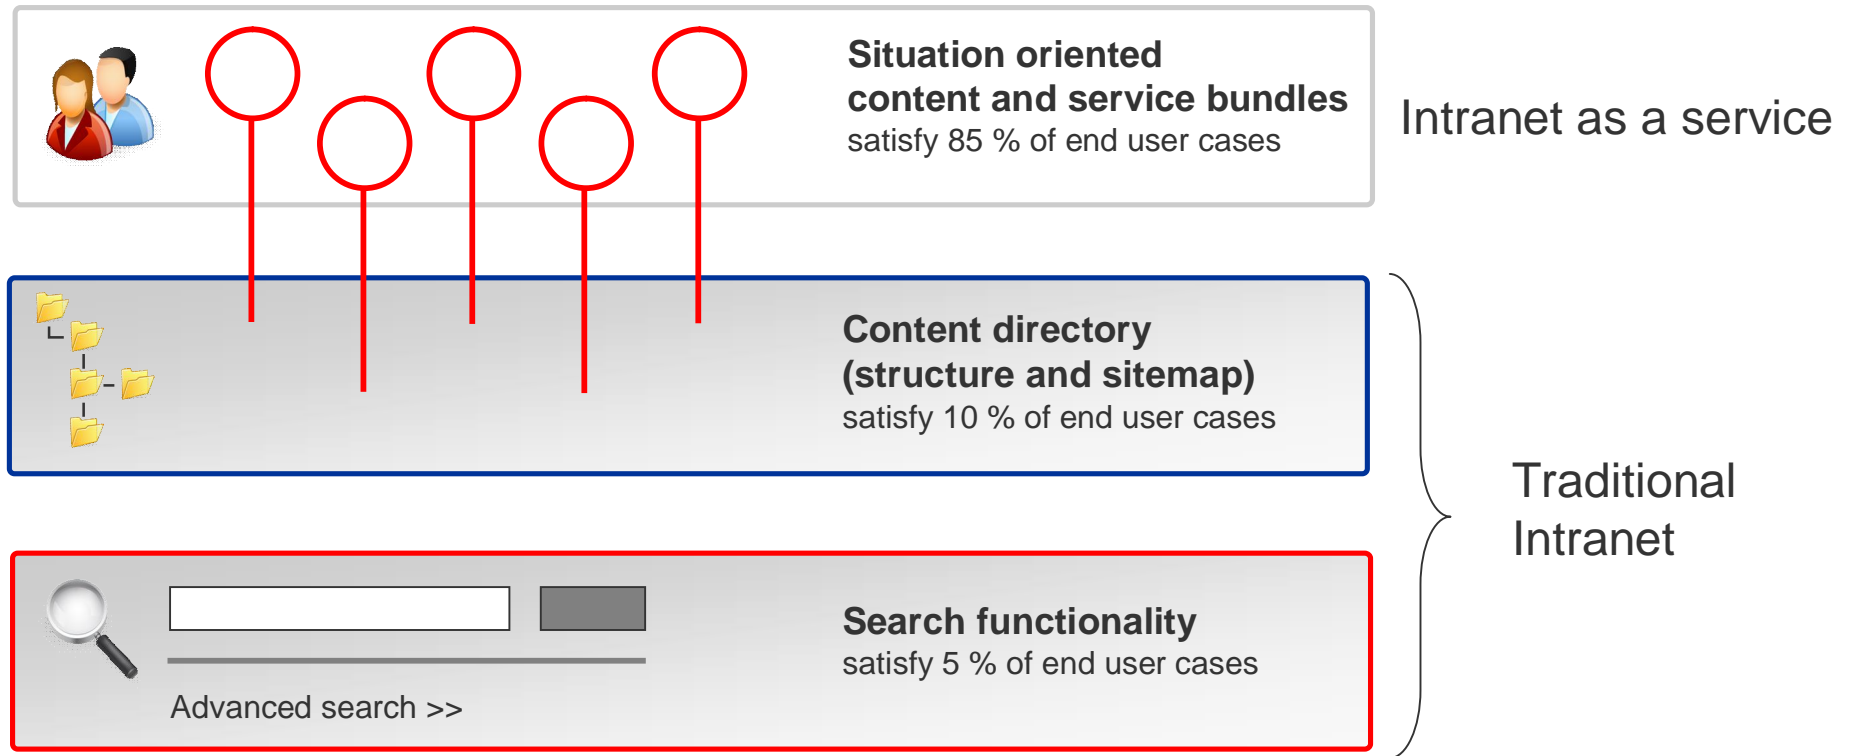 Situation oriented
content and service bundles
satisfy 85 % of end user cases
Intranet as a service
Content directory
(structure and sitemap)
satisfy 10 % of end user cases
Traditional
Intranet
Search functionality
satisfy 5 % of end user cases
Advanced search >>